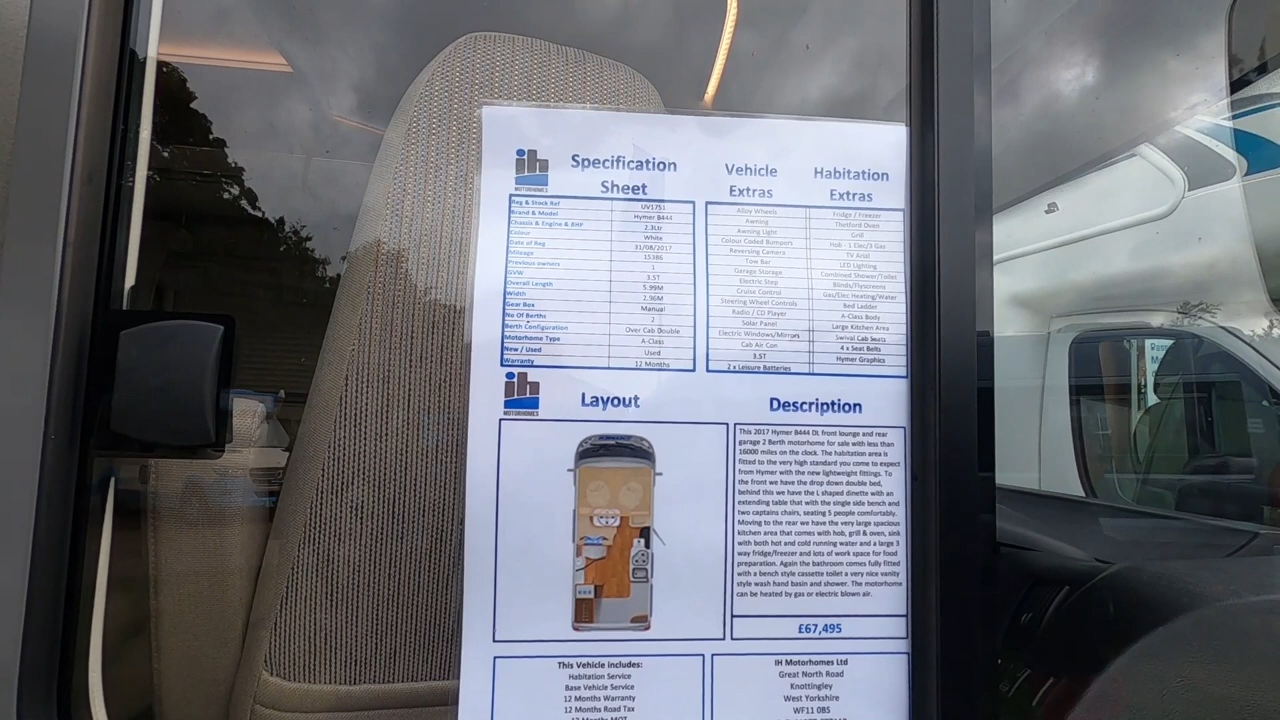 ih
MOTORHOMES
Specification
Sheet
Reg & Stock Ref UV1751
Brand & Model Hymer B444
Chassis & Engine & BHP 2.3Ltr
Colour White
Date of Reg 31/08/2017
Mileage 15386
Previous owners 1
GVW 3.5T
Overall Length 5.99M
Width 2.96M
Gear Box Manual
No Of Berths 2
Berth Configuration Over Cab Double
Motorhome Type A-Class
New / Used Used
Warranty 12 Months
Vehicle
Extras
Alloy Wheels
Awning
Awning Light
Colour Coded Bumpers
Reversing Camera
Tow Bar
Garage Storage
Electric Step
Cruise Control
Steering Wheel Controls
Radio / CD Player
Solar Panel
Electric Windows/Mirrors
Cab Air Con
3.5T
2 x Leisure Batteries
Habitation
Extras
Fridge / Freezer
Thetford Oven
Grill
Hob - 1 Elec/3 Gas
TV Arial
LED Lighting
Combined Shower/Toilet
Blinds/Flyscreens
Gas/Elec Heating/Water
Bed Ladder
A-Class Body
Large Kitchen Area
Swival Cab Seats
4 x Seat Belts
Hymer Graphics
ih
MOTORHOMES
Layout
Description
This 2017 Hymer B444 DL front lounge and rear
garage 2 Berth motorhome for sale with less than
16000 miles on the clock. The habitation area is
fitted to the very high standard you come to expect
from Hymer with the new lightweight fittings. To
the front we have the drop down double bed,
behind this we have the L shaped dinette with an
extending table that with the single side bench and
two captains chairs, seating 5 people comfortably.
Moving to the rear we have the very large spacious
kitchen area that comes with hob, grill & oven, sink
with both hot and cold running water and a large 3
way fridge/freezer and lots of work space for food
preparation. Again the bathroom comes fully fitted
with a bench style cassette toilet a very nice vanity
style wash hand basin and shower. The motorhome
can be heated by gas or electric blown air.
£67,495
This Vehicle includes:
Habitation Service
Base Vehicle Service
12 Months Warranty
12 Months Road Tax
12 Months MOT
IH Motorhomes Ltd
Great North Road
Knottingley
West Yorkshire
WF11 0BS